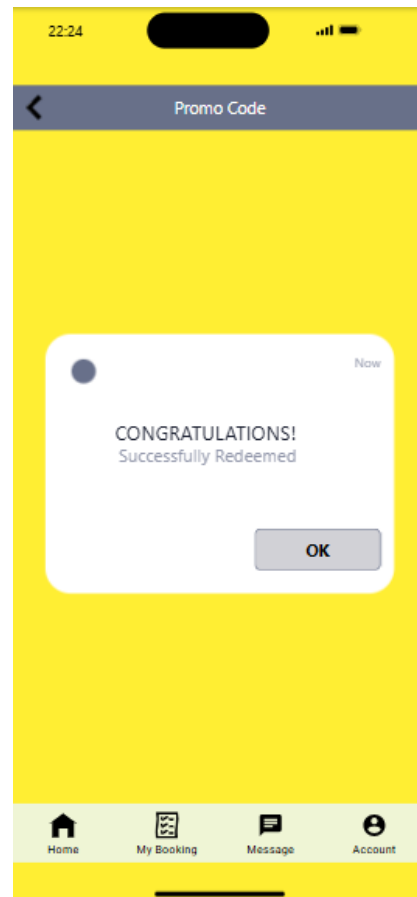 22:24
Promo Code
Now
CONGRATULATIONS!
Successfully Redeemed
OK
Home My Booking Message Account